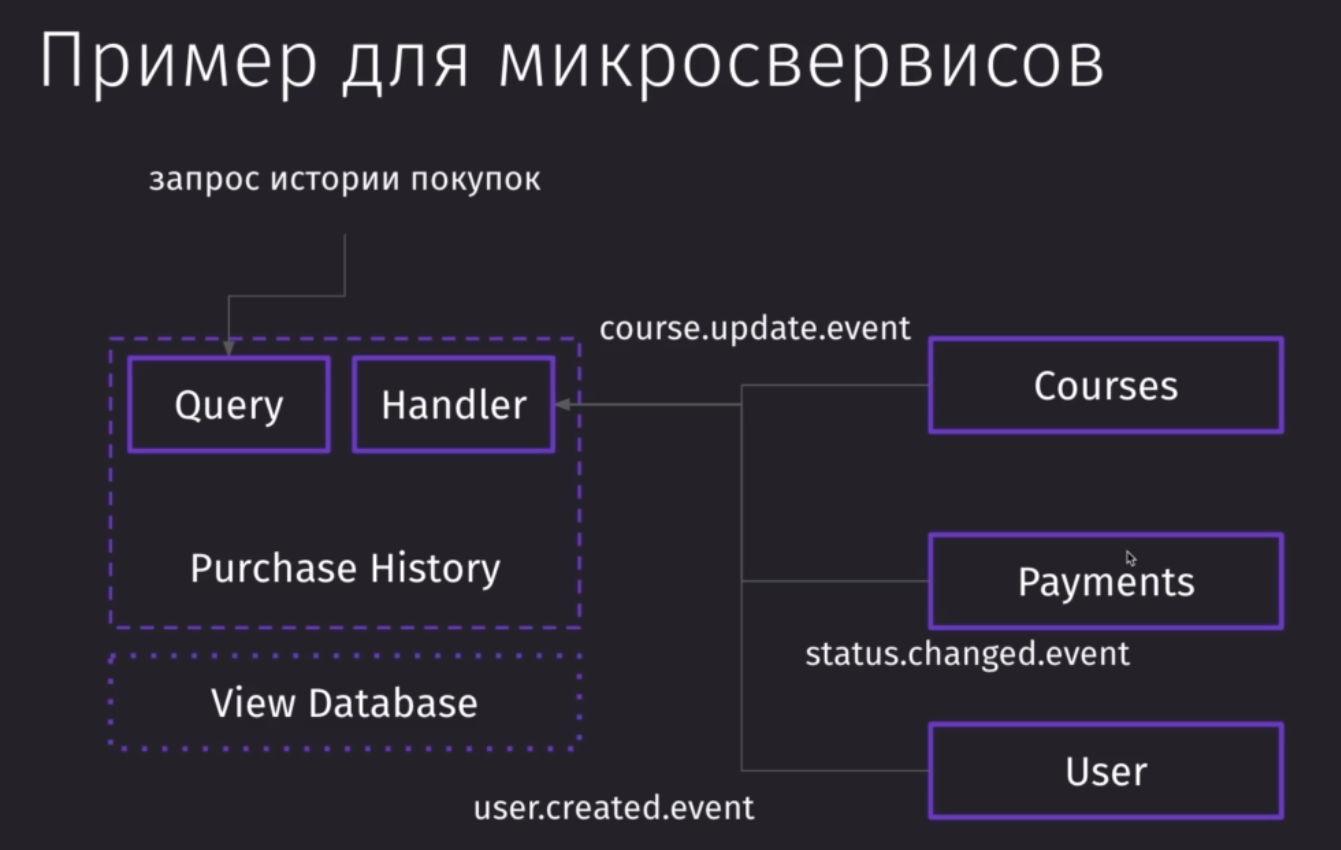 Пример для микросвервисов
запрос истории покупок
course.update.event
Courses
Query
Handler
Purchase History
Payments
status.changed.event
View Database
User
user.created.event